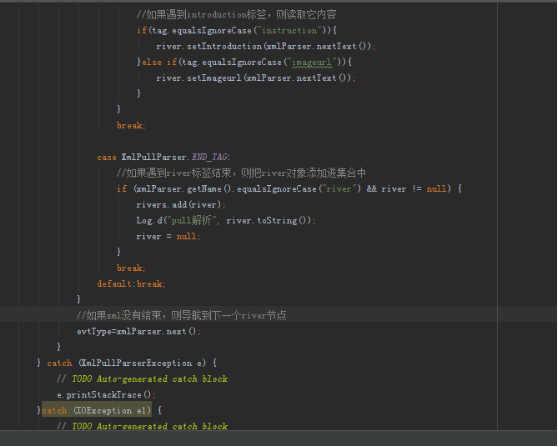 //如果遇到introduction标签，则读取它内容
if(tag.equalsIgnoreCase("instruction")){
river.setIntroduction(xmlParser.nextText());
}else if(tag.equalsIgnoreCase("imageurl")){
river.setImageurl(xmlParser.nextText());
}
}
break;
case XmlPullParser.END_TAG:
//如果遇到river标签结束，则把river对象添加进集合中
if (xmlParser.getName().equalsIgnoreCase("river") && river != null) {
rivers.add(river);
Log.d("pull解析", river.toString());
river = null;
}
break;
default:break;
}
//如果xml没有结束，则导航到下一个river节点
evtType=xmlParser.next();
}
} catch (XmlPullParserException e) {
// TODO Auto-generated catch block
e.printStackTrace();
}catch (IOException e1) {
// TODO Auto-generated catch block